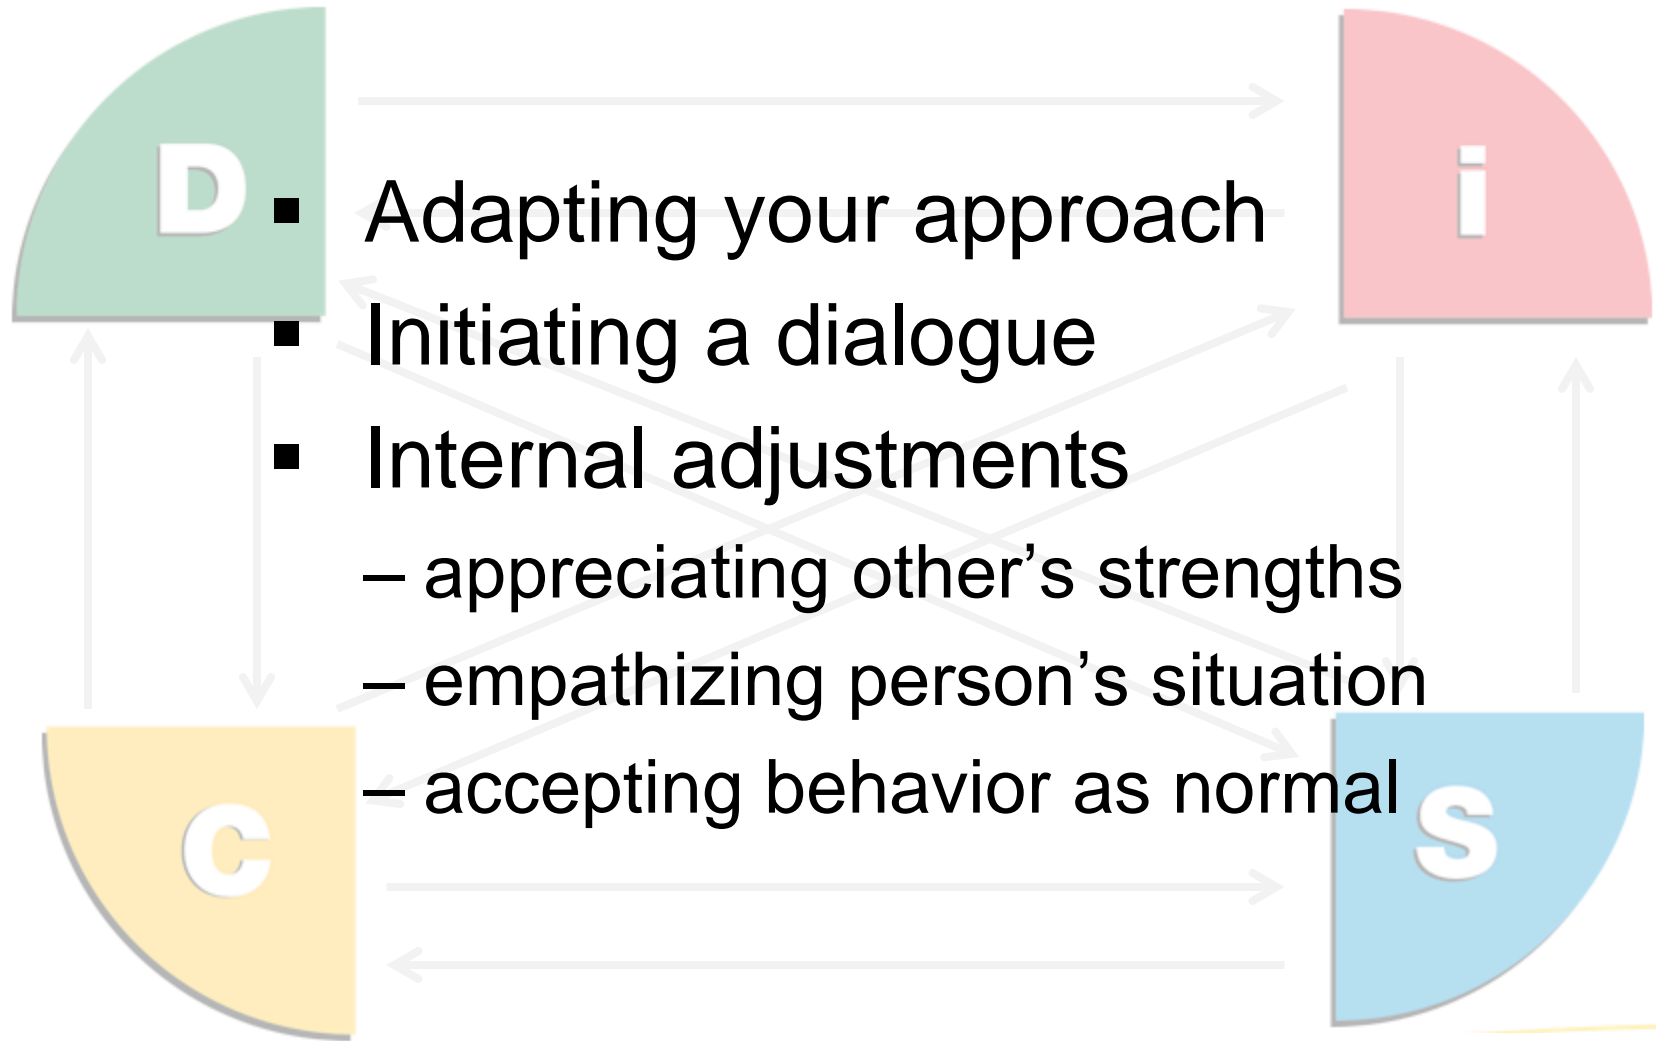 D
i
▪ Adapting your approach
▪ Initiating a dialogue
▪ Internal adjustments
– appreciating other’s strengths
– empathizing person’s situation
– accepting behavior as normal
C
S